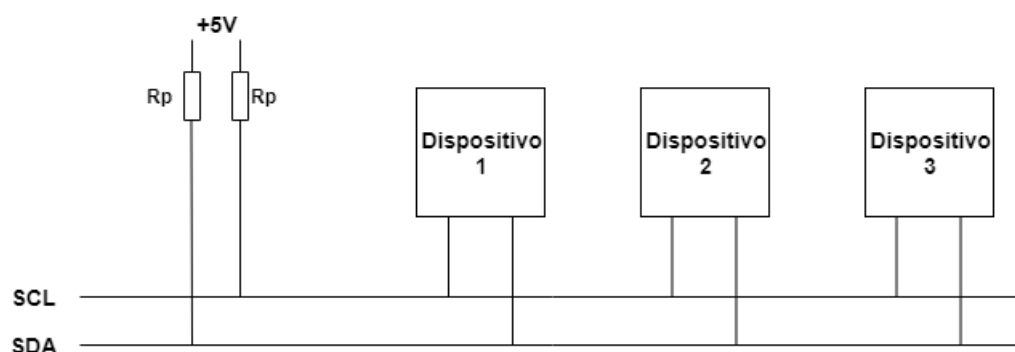 +5V
Rp
Rp
Dispositivo
1
Dispositivo
2
Dispositivo
3
SCL
SDA